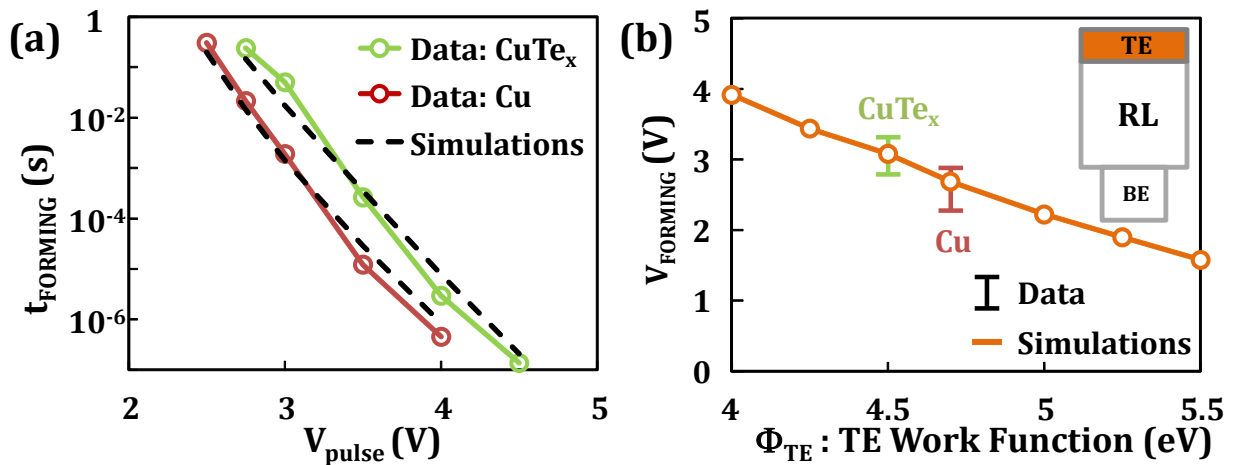 (a)
1
10⁻²
10⁻⁴
10⁻⁶
t_FORMING (s)
Data: CuTeₓ
Data: Cu
Simulations
2
3
4
5
V_pulse (V)
(b)
5
4
3
2
1
0
V_FORMING (V)
CuTeₓ
Cu
TE
RL
BE
Data
Simulations
4
4.5
5
5.5
Φ_TE : TE Work Function (eV)